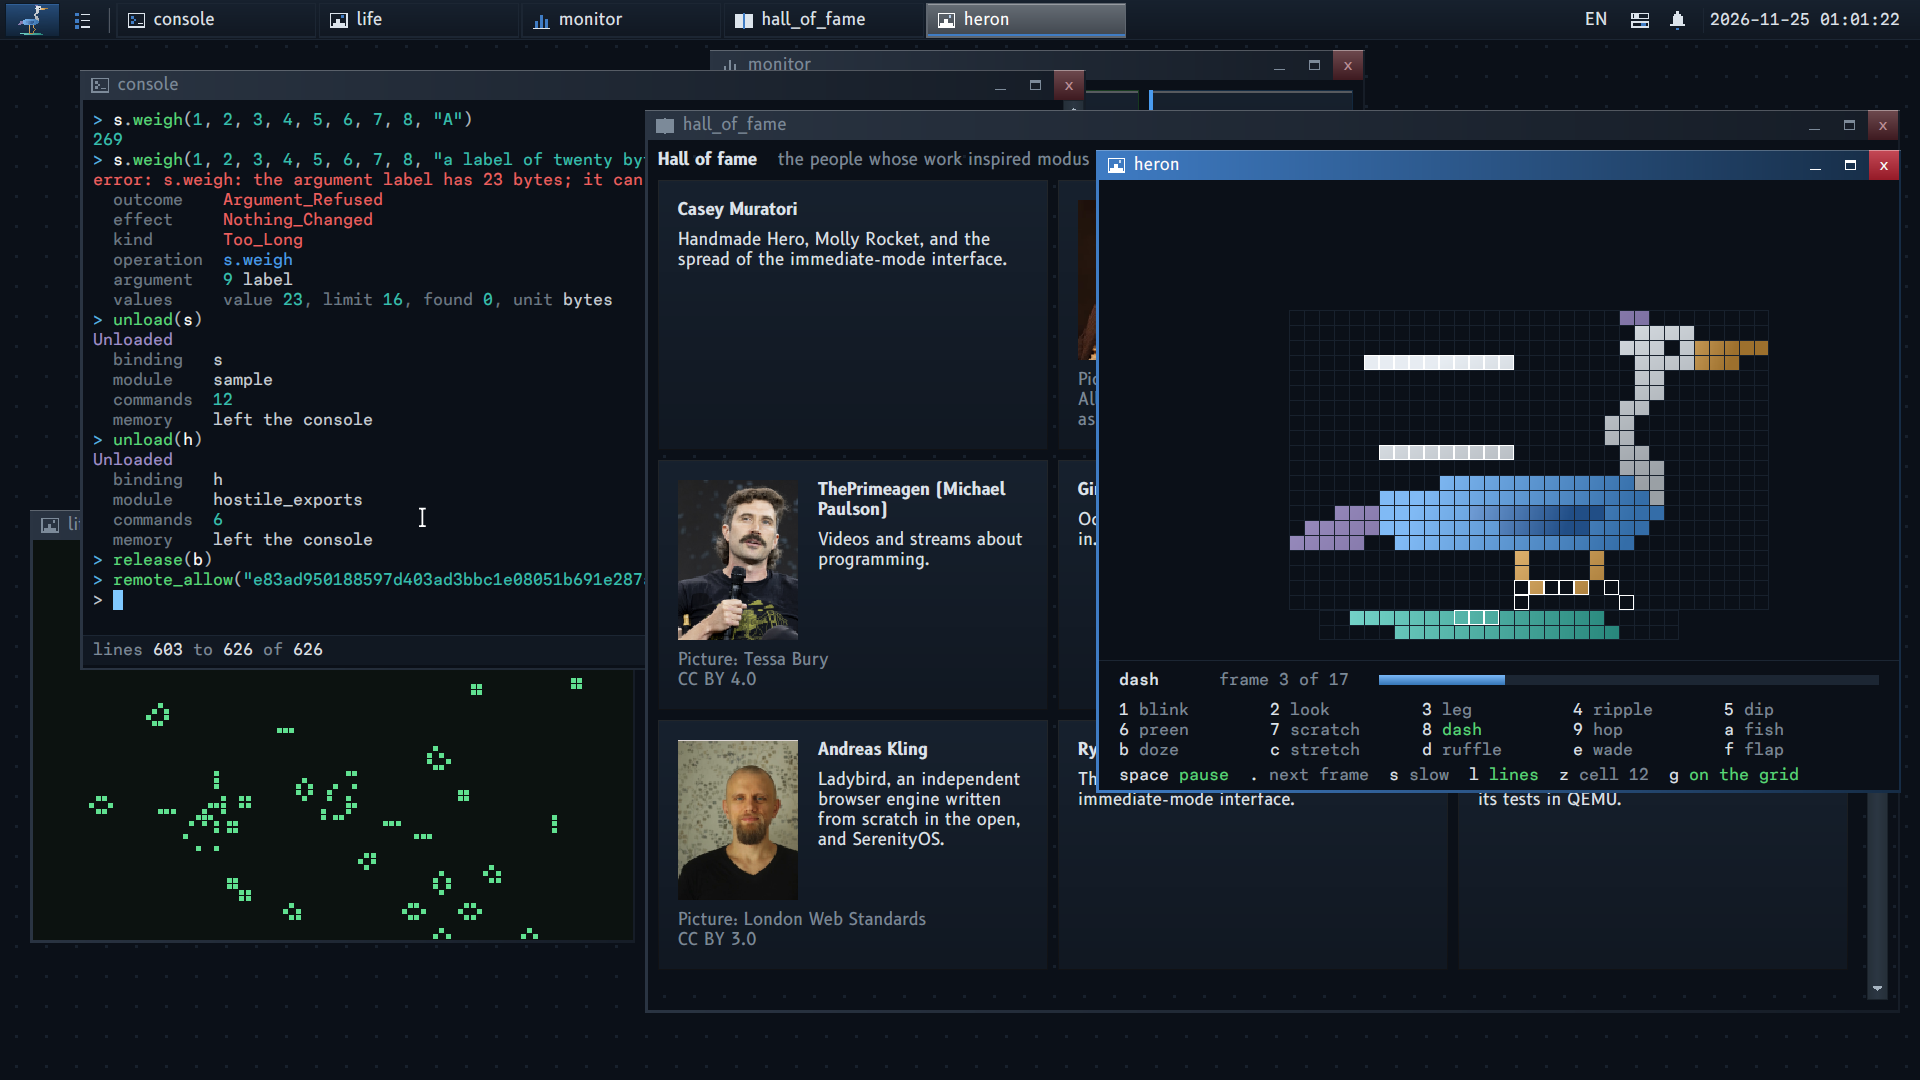 console
life
monitor
hall_of_fame
heron
EN
2026-11-25 01:01:22
monitor
x
console
x
> s.weigh(1, 2, 3, 4, 5, 6, 7, 8, "A")
269
> s.weigh(1, 2, 3, 4, 5, 6, 7, 8, "a label of twenty by
error: s.weigh: the argument label has 23 bytes; it can
outcome Argument_Refused
effect Nothing_Changed
kind Too_Long
operation s.weigh
argument 9 label
values value 23, limit 16, found 0, unit bytes
> unload(s)
Unloaded
binding s
module sample
commands 12
memory left the console
> unload(h)
Unloaded
binding h
module hostile_exports
commands 6
memory left the console
> release(b)
> remote_allow("e83ad950188597d403ad3bbc1e08051b691e287
>
lines 603 to 626 of 626
li
hall_of_fame
x
Hall of fame the people whose work inspired modus
Casey Muratori
Handmade Hero, Molly Rocket, and the
spread of the immediate-mode interface.
Pic
Al
as
ThePrimeagen (Michael
Paulson)
Videos and streams about
programming.
Picture: Tessa Bury
CC BY 4.0
Gi
Oc
in.
Andreas Kling
Ladybird, an independent
browser engine written
from scratch in the open,
and SerenityOS.
Picture: London Web Standards
CC BY 3.0
Ry
Th
immediate-mode interface.
its tests in QEMU.
heron
x
dash frame 3 of 17
1 blink 2 look 3 leg 4 ripple 5 dip
6 preen 7 scratch 8 dash 9 hop a fish
b doze c stretch d ruffle e wade f flap
space pause . next frame s slow l lines z cell 12 g on the grid